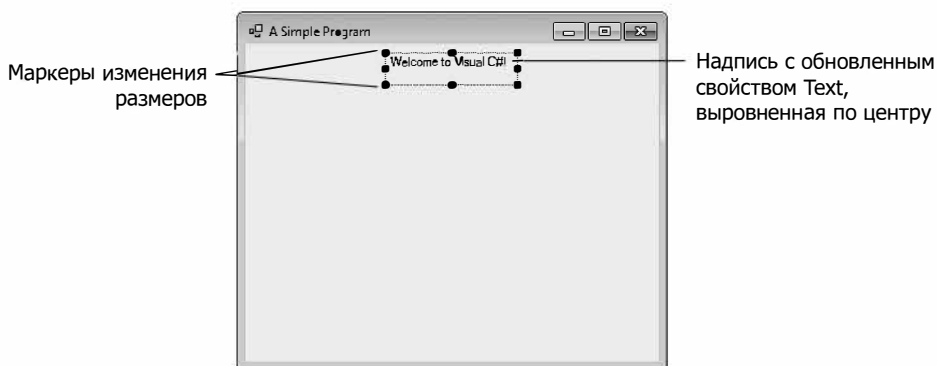 A Simple Program
Welcome to Visual C#!
Маркеры изменения
размеров
Надпись с обновленным
свойством Text,
выровненная по центру